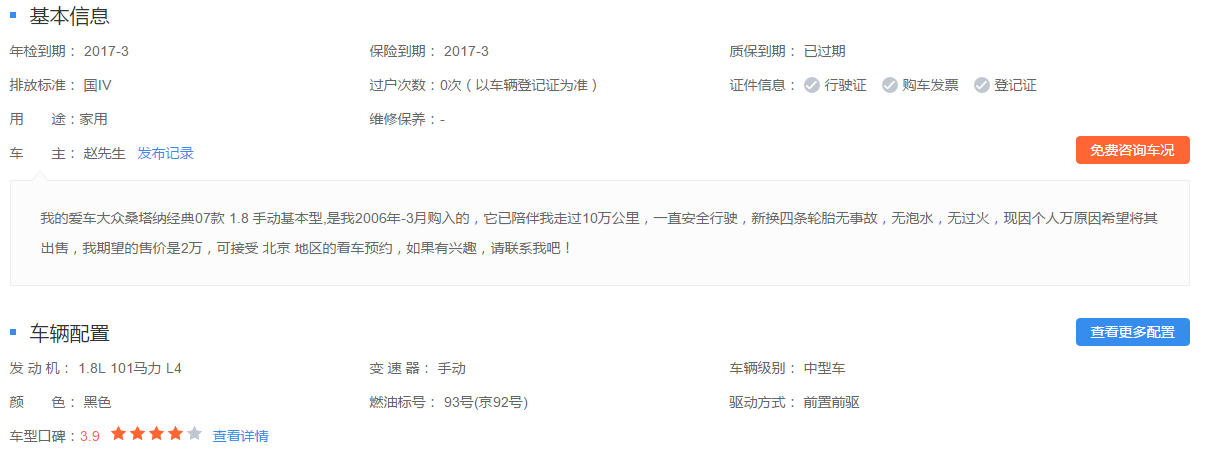 基本信息
年检到期： 2017-3 保险到期： 2017-3 质保到期： 已过期
排放标准： 国IV 过户次数：0次（以车辆登记证为准） 证件信息： 行驶证 购车发票 登记证
用 途：家用 维修保养：-
车 主： 赵先生 发布记录 免费咨询车况
我的爱车大众桑塔纳经典07款 1.8 手动基本型,是我2006年-3月购入的，它已陪伴我走过10万公里，一直安全行驶，新换四条轮胎无事故，无泡水，无过火，现因个人万原因希望将其
出售，我期望的售价是2万，可接受 北京 地区的看车预约，如果有兴趣，请联系我吧！
车辆配置 查看更多配置
发 动 机： 1.8L 101马力 L4 变 速 器： 手动 车辆级别： 中型车
颜 色： 黑色 燃油标号： 93号(京92号) 驱动方式： 前置前驱
车型口碑：3.9 查看详情